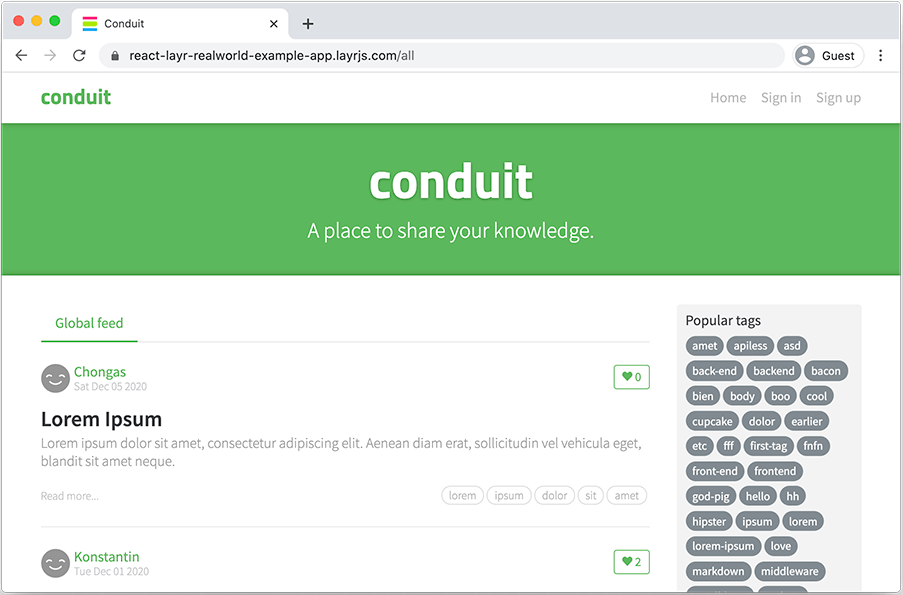 Conduit
react-layr-realworld-example-app.layrjs.com/all
Guest
conduit
Home Sign in Sign up
conduit
A place to share your knowledge.
Global feed
Chongas
Sat Dec 05 2020
0
Lorem Ipsum
Lorem ipsum dolor sit amet, consectetur adipiscing elit. Aenean diam erat, sollicitudin vel vehicula eget,
blandit sit amet neque.
Read more...
lorem ipsum dolor sit amet
Konstantin
Tue Dec 01 2020
2
Popular tags
amet apiless asd
back-end backend bacon
bien body boo cool
cupcake dolor earlier
etc fff first-tag fnfn
front-end frontend
god-pig hello hh
hipster ipsum lorem
lorem-ipsum love
markdown middleware